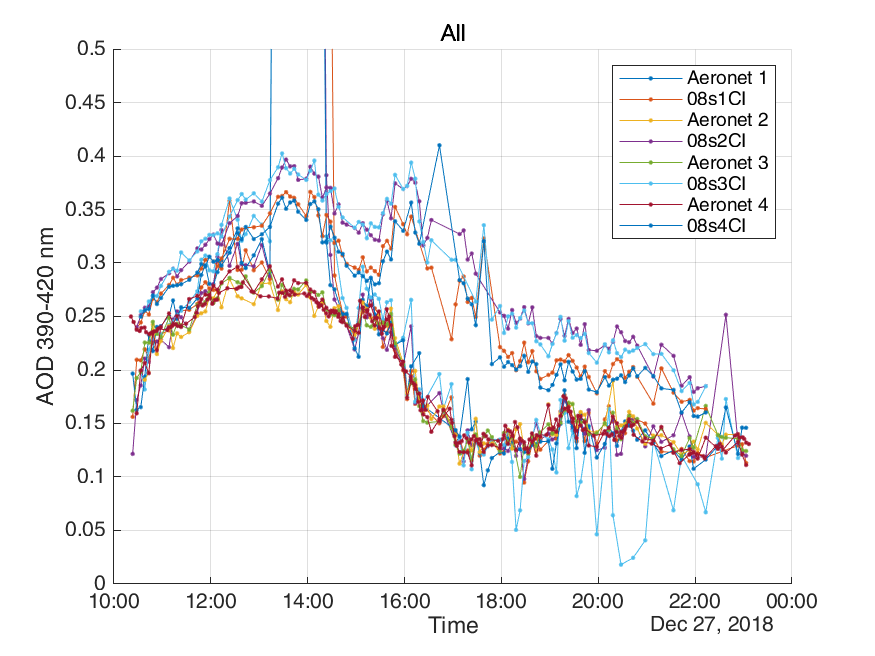 All
0.5
0.45
0.4
0.35
0.3
0.25
0.2
0.15
0.1
0.05
0
AOD 390-420 nm
Aeronet 1
08s1CI
Aeronet 2
08s2CI
Aeronet 3
08s3CI
Aeronet 4
08s4CI
10:00 12:00 14:00 16:00 18:00 20:00 22:00 00:00
Time
Dec 27, 2018